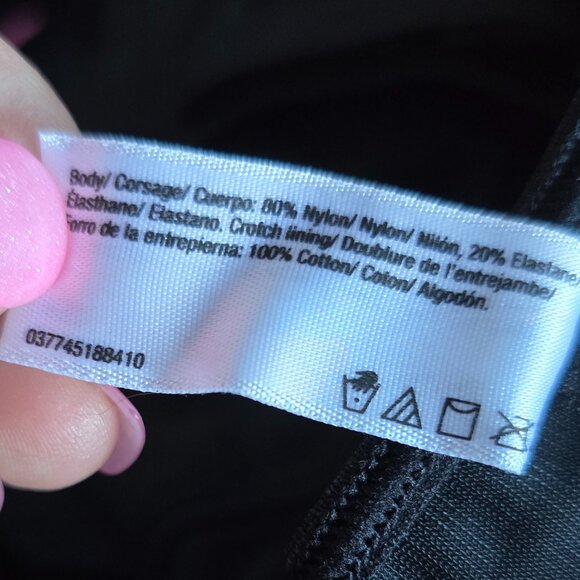 Body/ Corsage/ Cuerpo: 80% Nylon/ Nylon/ Nilón, 20% Elastane
Élasthane/ Elastano. Crotch lining/ Doublure de l'entrejambe/
Forro de la entrepierna: 100% Cotton/ Coton/ Algodón.
037745188410